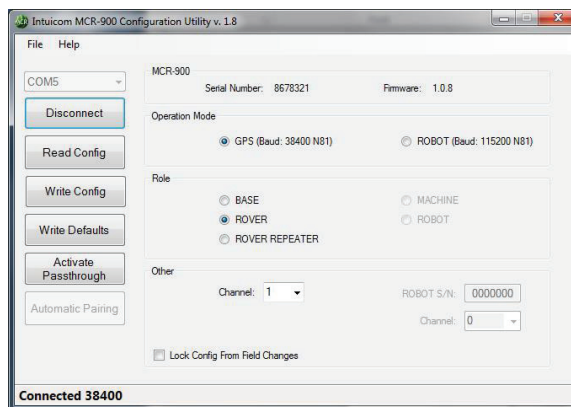 Intuicom MCR-900 Configuration Utility v. 1.8
File Help
COM5
Disconnect
Read Config
Write Config
Write Defaults
Activate
Passthrough
Automatic Pairing
MCR-900
Serial Number: 8678321 Firmware: 1.0.8
Operation Mode
GPS (Baud: 38400 N81) ROBOT (Baud: 115200 N81)
Role
BASE MACHINE
ROVER ROBOT
ROVER REPEATER
Other
Channel: 1 ROBOT S/N: 0000000
Channel: 0
Lock Config From Field Changes
Connected 38400